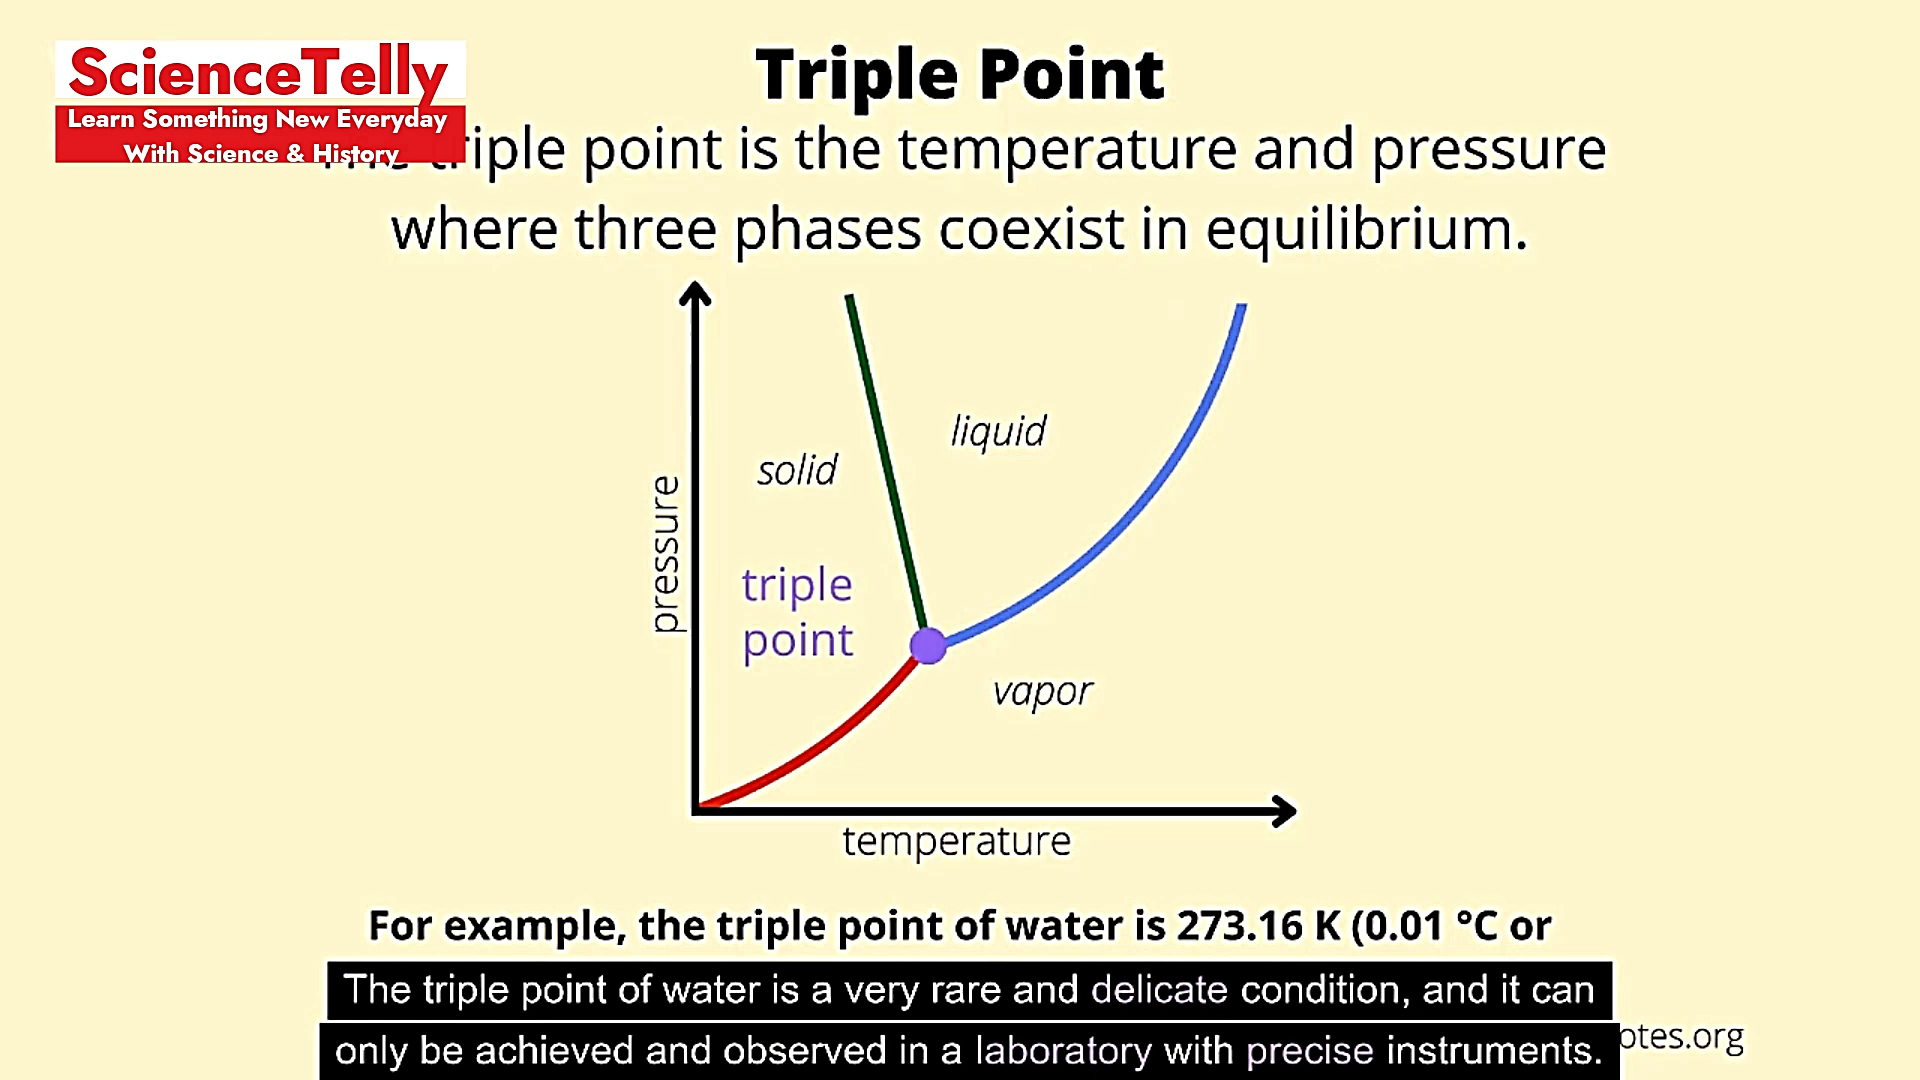 ScienceTelly
Learn Something New Everyday
With Science & History
Triple Point
triple point is the temperature and pressure
where three phases coexist in equilibrium.
liquid
solid
pressure
triple
point
vapor
temperature
For example, the triple point of water is 273.16 K (0.01 °C or
The triple point of water is a very rare and delicate condition, and it can
only be achieved and observed in a laboratory with precise instruments.
otes.org